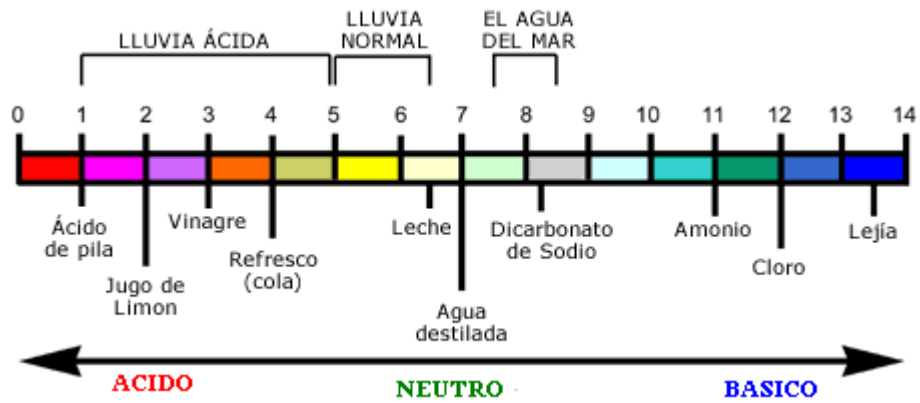 LLUVIA ÁCIDA
LLUVIA
NORMAL
EL AGUA
DEL MAR
0 1 2 3 4 5 6 7 8 9 10 11 12 13 14
Ácido
de pila
Jugo de
Limon
Vinagre
Refresco
(cola)
Leche
Agua
destilada
Dicarbonato
de Sodio
Amonio
Cloro
Lejía
ACIDO
NEUTRO
BASICO